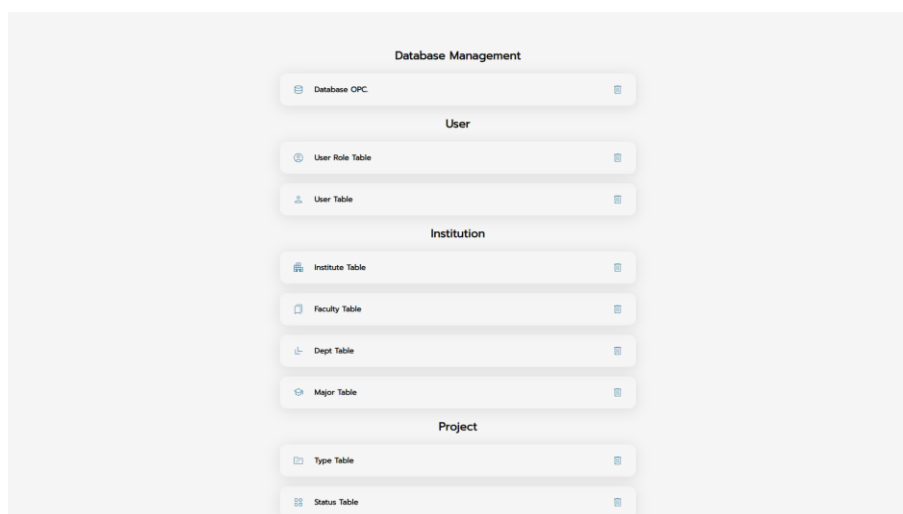 Database Management
Database OPC.
User
User Role Table
User Table
Institution
Institute Table
Faculty Table
Dept Table
Major Table
Project
Type Table
Status Table